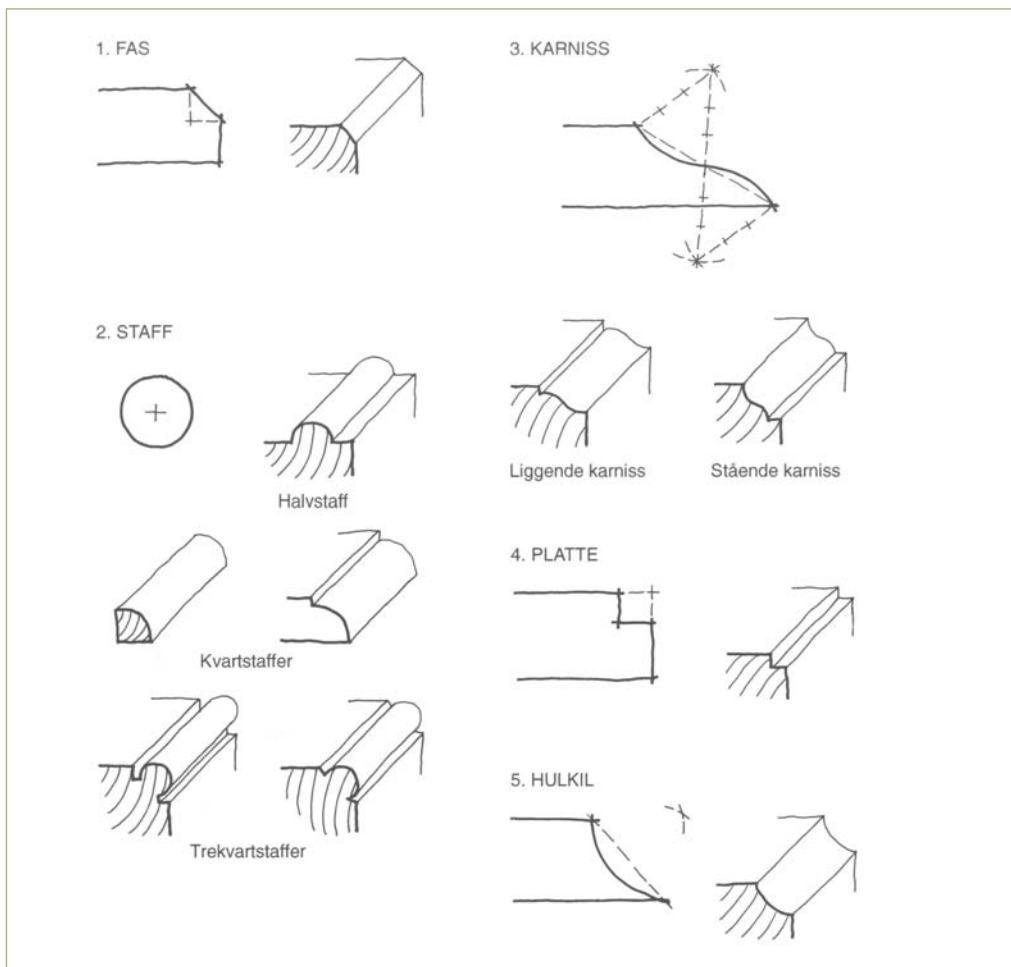 1. FAS
2. STAFF
Halvstaff
Kvartstaffer
Trekvartstaffer
3. KARNISS
Liggende karniss
Stående karniss
4. PLATTE
5. HULKIL